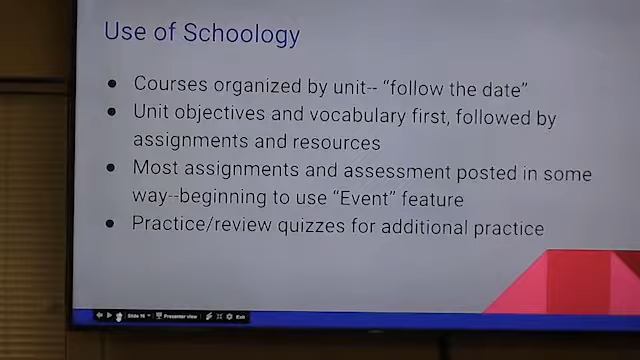 Use of Schoology
● Courses organized by unit-- “follow the date”
● Unit objectives and vocabulary first, followed by
assignments and resources
● Most assignments and assessment posted in some
way--beginning to use “Event” feature
● Practice/review quizzes for additional practice
Slide 16 Presenter view Exit